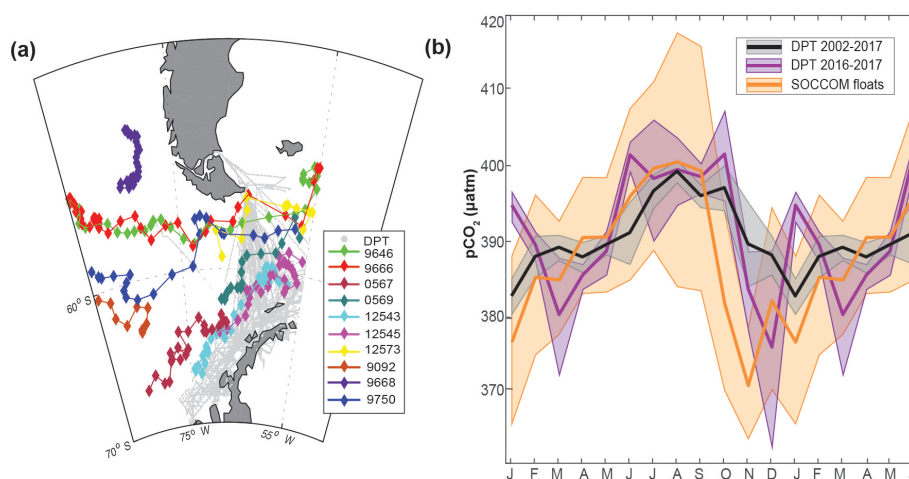 (a)
60° S
70° S
75° W
55° W
DPT
9646
9666
0567
0569
12543
12545
12573
9092
9668
9750
(b)
420
410
400
390
380
370
pCO₂ (µatm)
DPT 2002-2017
DPT 2016-2017
SOCCOM floats
J F M A M J J A S O N D J F M A M J